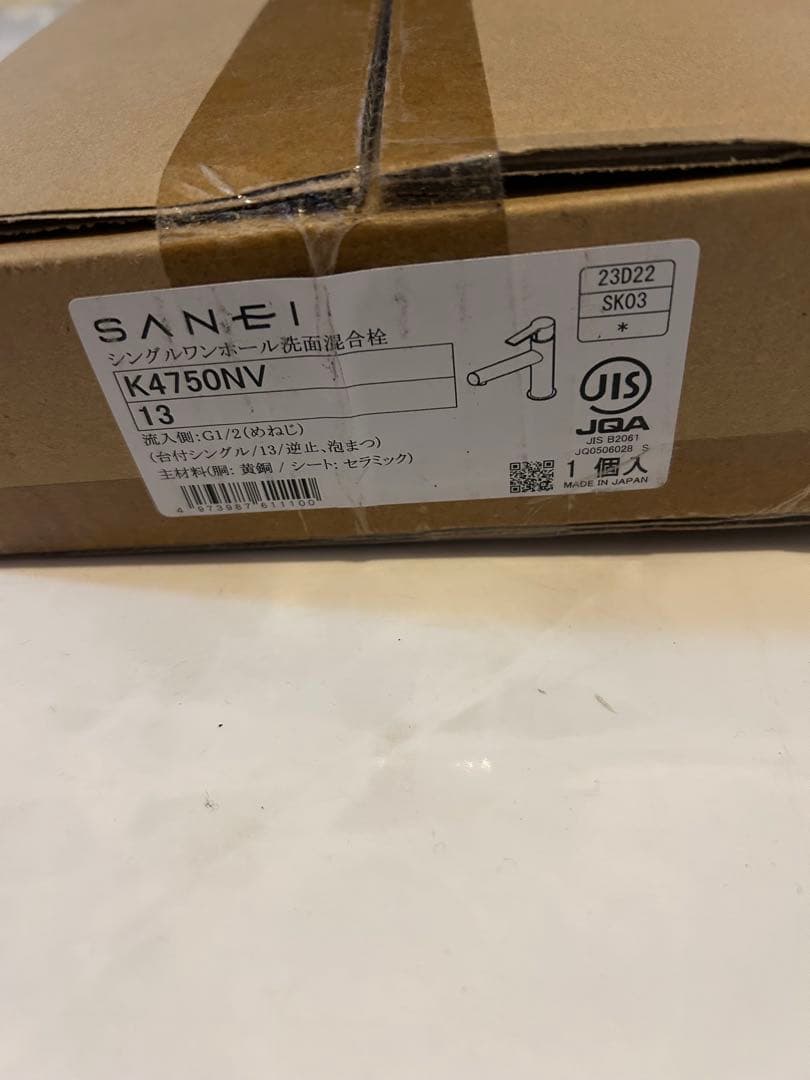 SANEI
シングルワンホール洗面混合栓
K4750NV
13
流入側:G1/2(めねじ)
(台付シングル/13/逆止、泡まつ)
主材料(胴: 黄銅 / シート: セラミック)
4 973987 611100
23D22
SK03
*
JIS
JQA
JIS B2061
JQ0506028 S
1 個入
MADE IN JAPAN